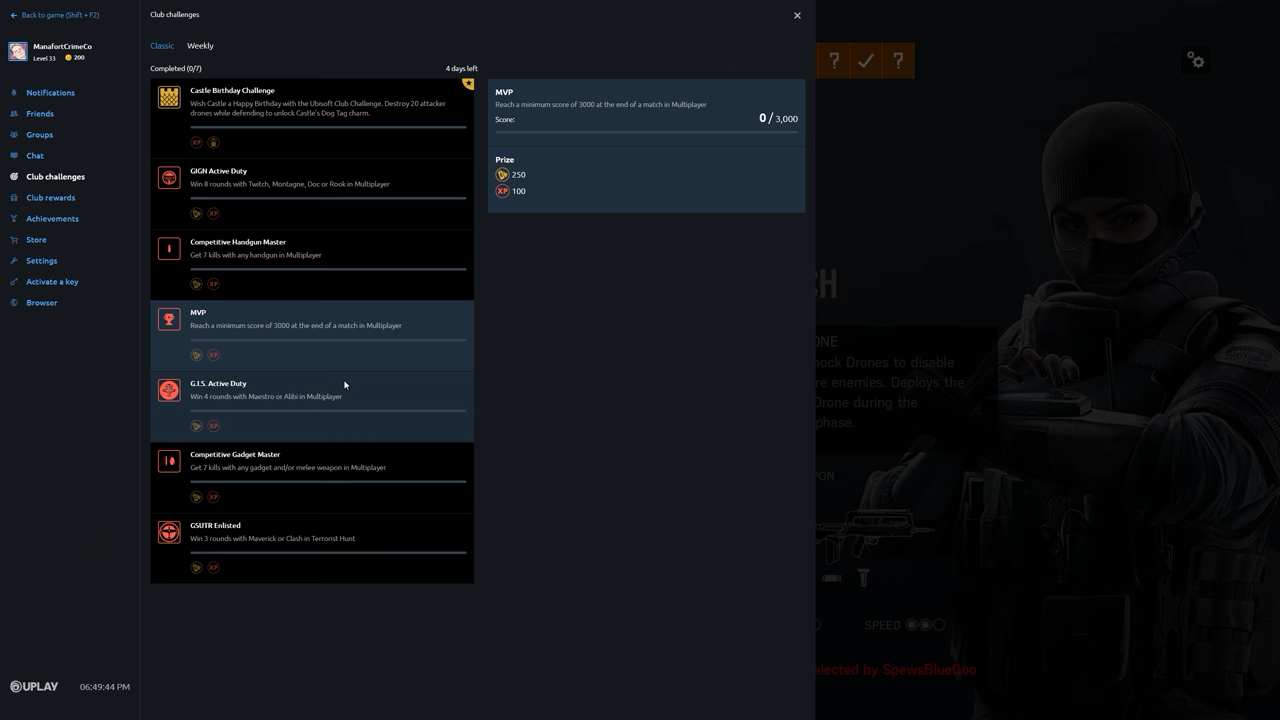 Back to game (Shift + F2)
ManafortCrimeCo
Level 33
200
Notifications
Friends
Groups
Chat
Club challenges
Club rewards
Achievements
Store
Settings
Activate a key
Browser
UPLAY
06:49:44 PM
Club challenges
Classic
Weekly
Completed (0/7)
4 days left
Castle Birthday Challenge
Wish Castle a Happy Birthday with the Ubisoft Club Challenge. Destroy 20 attacker
drones while defending to unlock Castle's Dog Tag charm.
XP
GIGN Active Duty
Win 8 rounds with Twitch, Montagne, Doc or Rook in Multiplayer
XP
Competitive Handgun Master
Get 7 kills with any handgun in Multiplayer
XP
MVP
Reach a minimum score of 3000 at the end of a match in Multiplayer
XP
G.I.S. Active Duty
Win 4 rounds with Maestro or Alibi in Multiplayer
XP
Competitive Gadget Master
Get 7 kills with any gadget and/or melee weapon in Multiplayer
XP
GSUTR Enlisted
Win 3 rounds with Maverick or Clash in Terrorist Hunt
XP
MVP
Reach a minimum score of 3000 at the end of a match in Multiplayer
Score: 0 / 3,000
Prize
250
XP 100
? ?
CH
ONE
hock Drones to disable
re enemies. Deploys the
Drone during the
phase.
PON
SPEED
elected by SpewsBlueGoo